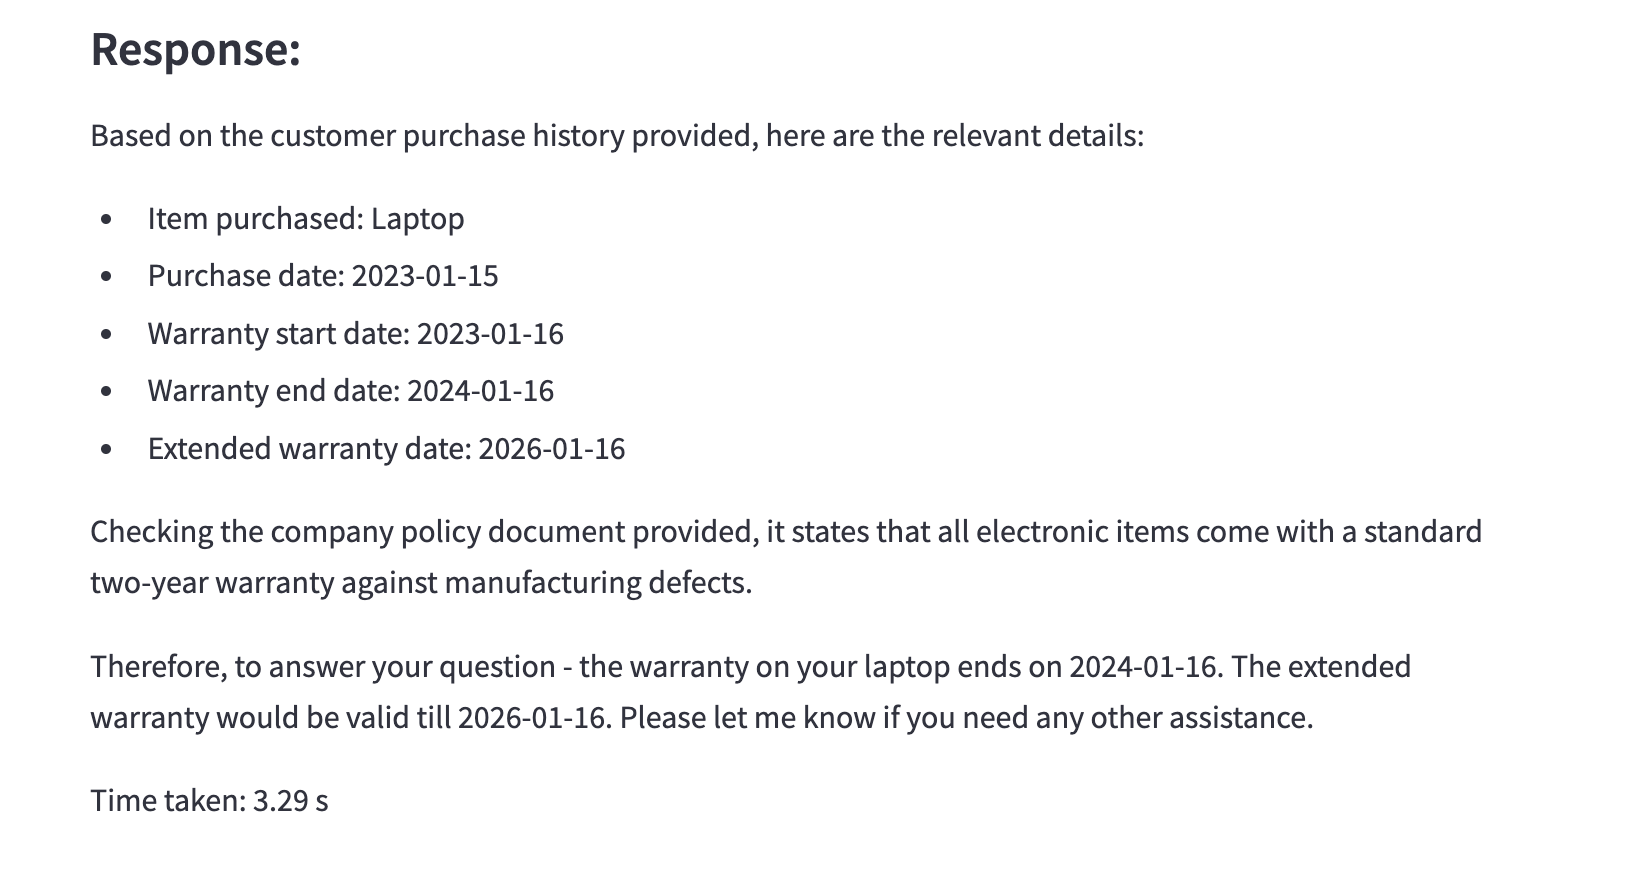 Response:
Based on the customer purchase history provided, here are the relevant details:
• Item purchased: Laptop
• Purchase date: 2023-01-15
• Warranty start date: 2023-01-16
• Warranty end date: 2024-01-16
• Extended warranty date: 2026-01-16
Checking the company policy document provided, it states that all electronic items come with a standard
two-year warranty against manufacturing defects.
Therefore, to answer your question - the warranty on your laptop ends on 2024-01-16. The extended
warranty would be valid till 2026-01-16. Please let me know if you need any other assistance.
Time taken: 3.29 s